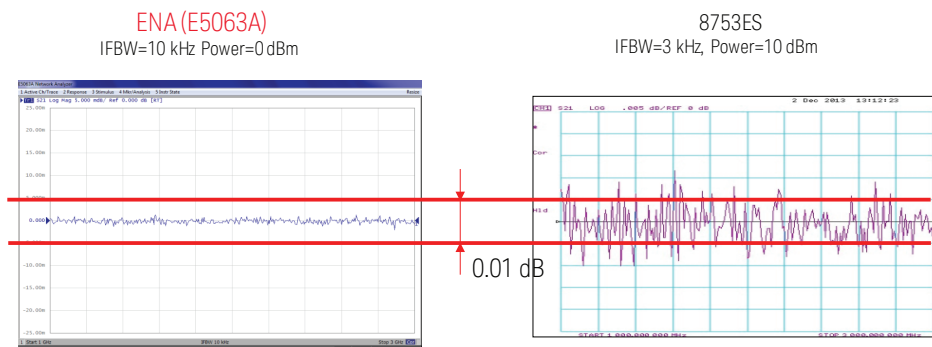 ENA (E5063A)
IFBW=10 kHz Power=0 dBm
8753ES
IFBW=3 kHz, Power=10 dBm
E5063A Network Analyzer
1 Active Ch/Trace 2 Response 3 Stimulus 4 Mkr/Analysis 5 Instr State
Resize
Tr1 S21 Log Mag 5.000 mdB/ Ref 0.000 dB [RT]
25.00m
20.00m
15.00m
10.00m
0.000
-10.00m
-15.00m
-20.00m
-25.00m
1 Start 1 GHz
IFBW 10 kHz
Stop 3 GHz Cor
0.01 dB
2 Dec 2013 13:12:23
CH1 S21 LOG .005 dB/REF 0 dB
*
Cor
Hld
START 1 000.000 000 MHz
STOP 3 000.000 000 MHz